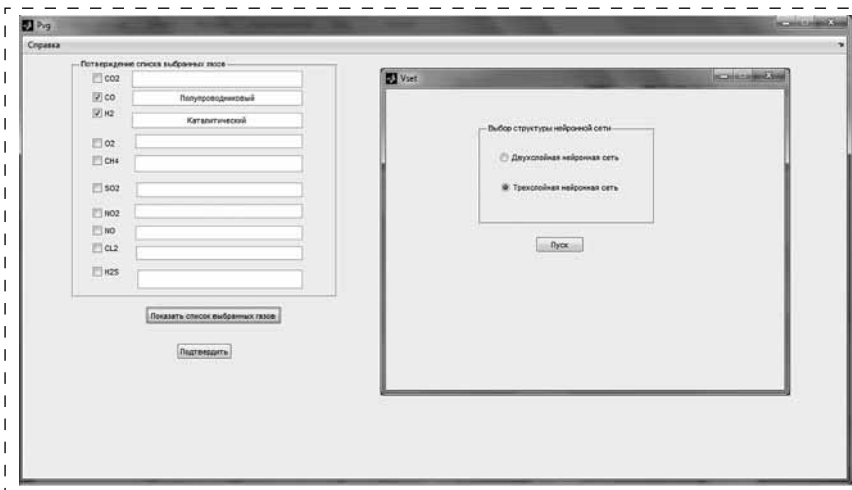 Pvg
Справка
Потверждение списка выбранных газов
CO2
CO
Полупроводниковый
H2
Каталитический
O2
CH4
SO2
NO2
NO
CL2
H2S
Показать список выбранных газов
Подтвердить
Vset
Выбор структуры нейронной сети
Двухслойная нейронная сеть
Трехслойная нейронная сеть
Пуск